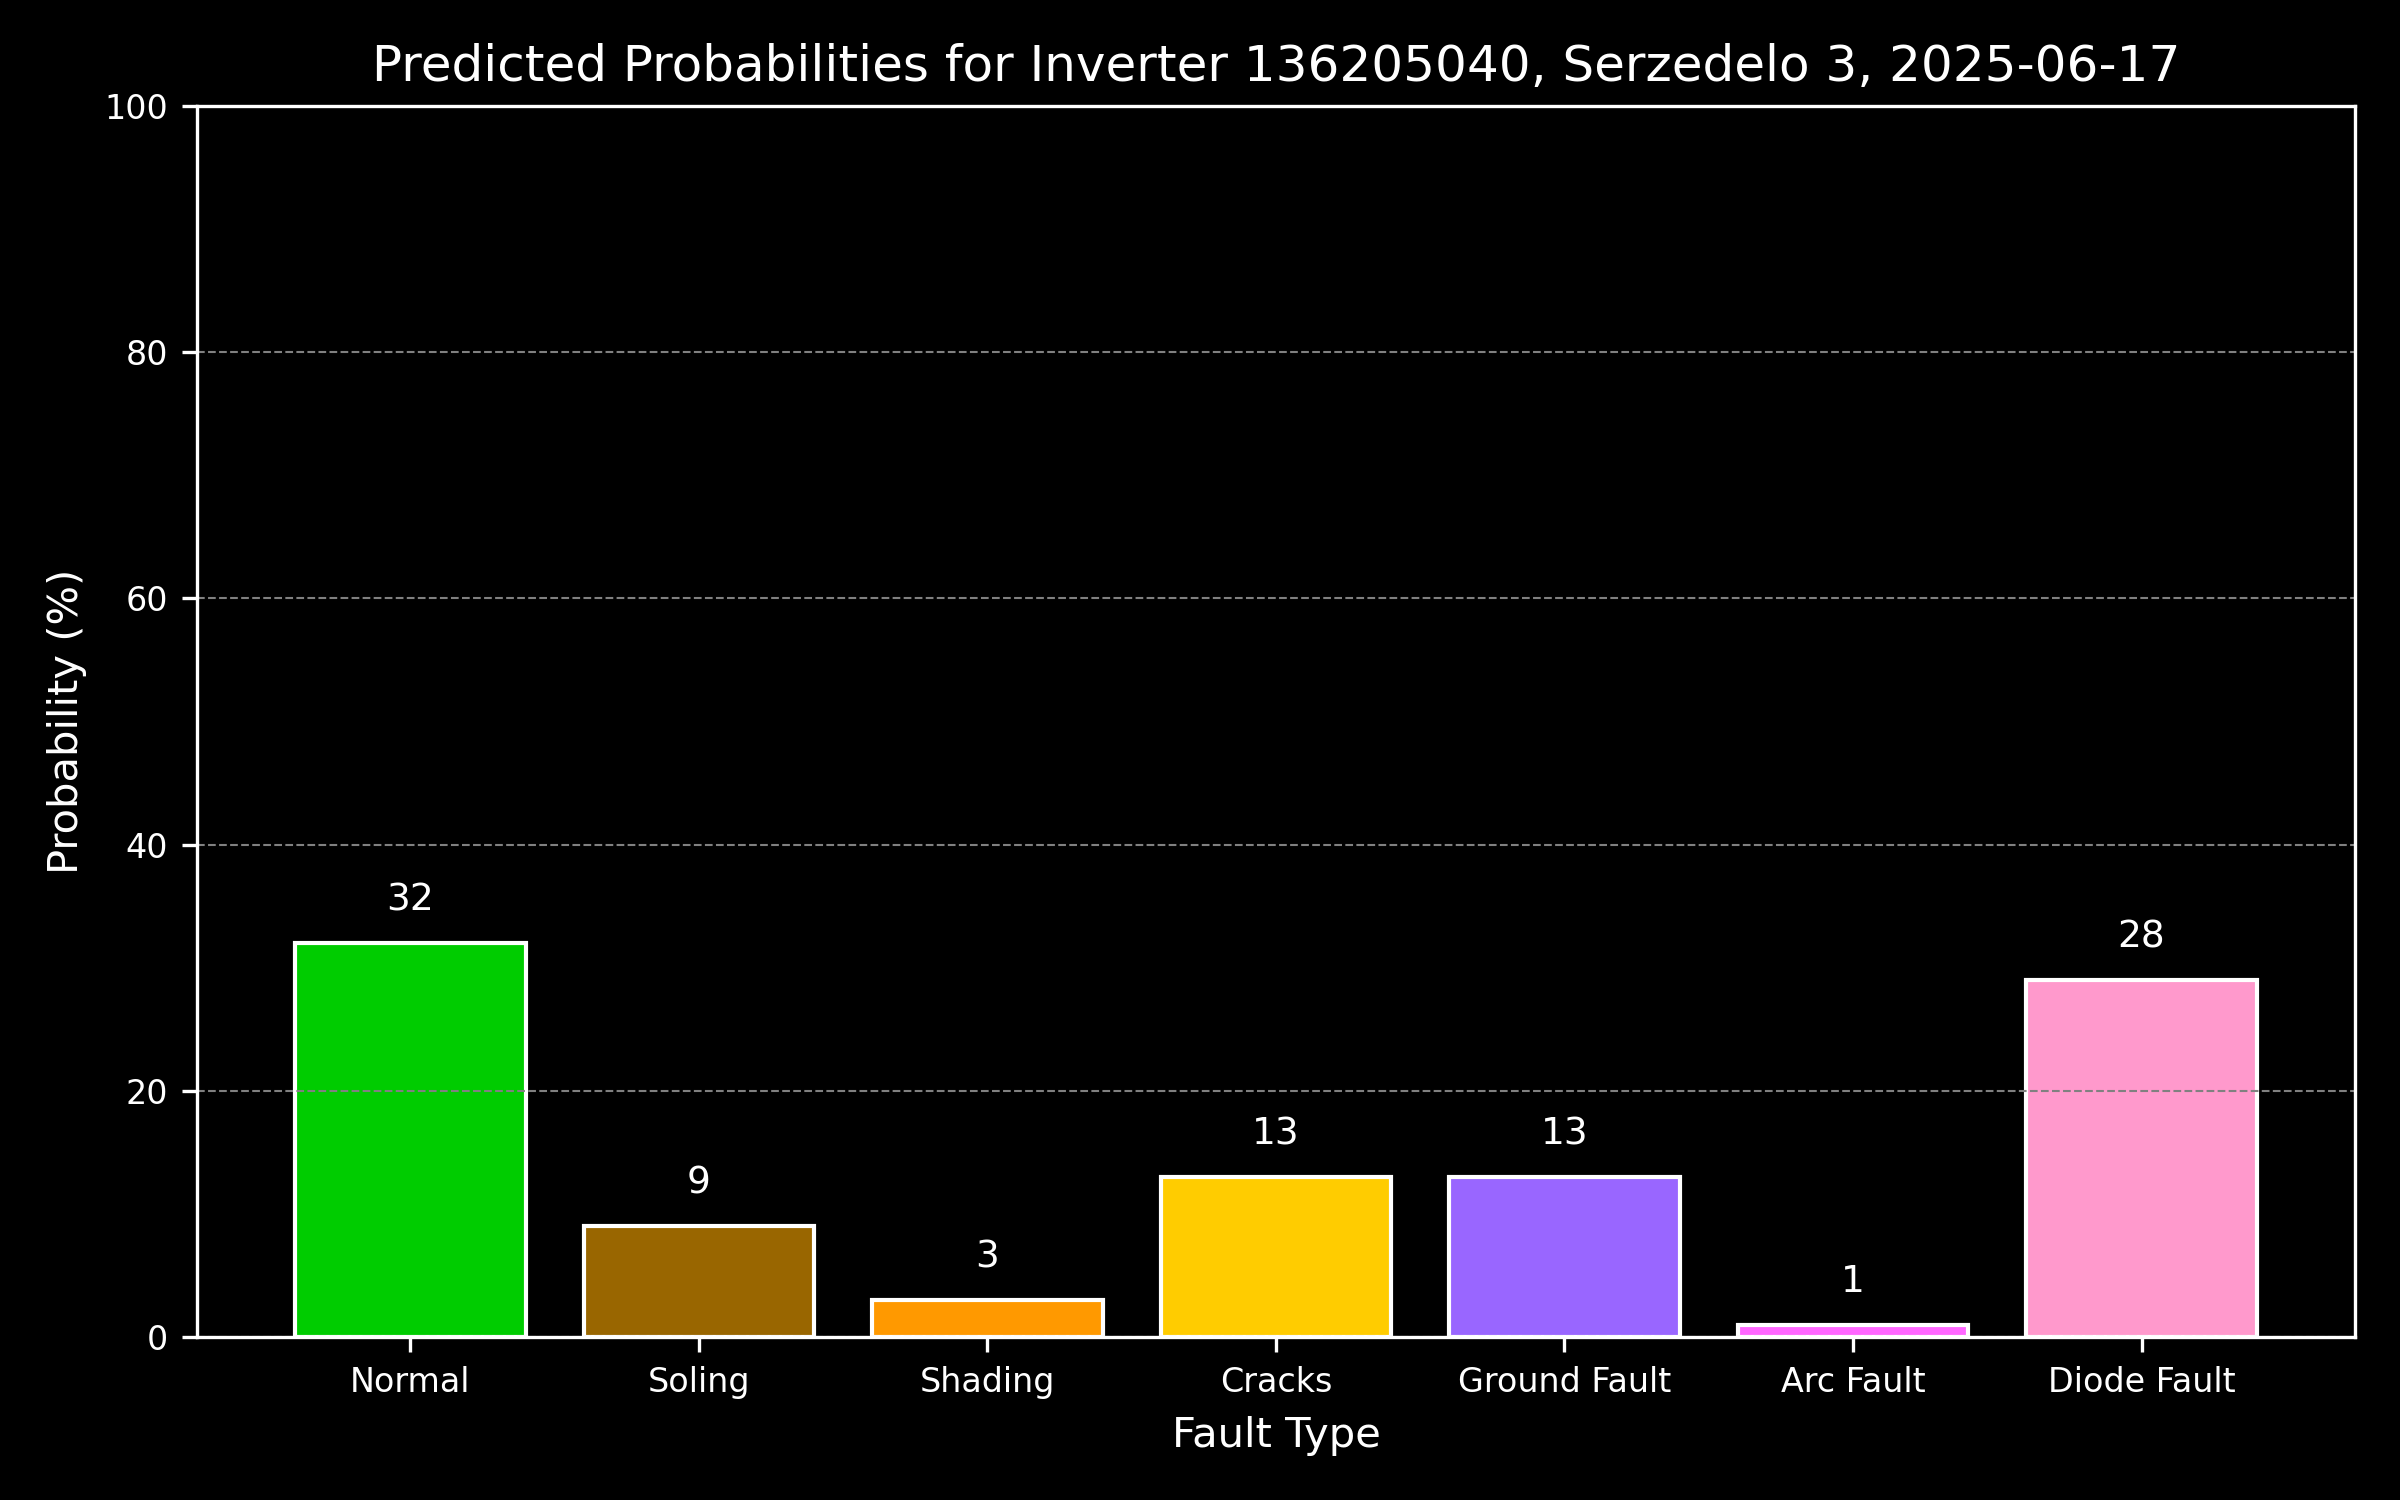 Predicted Probabilities for Inverter 136205040, Serzedelo 3, 2025-06-17
100
80
60
40
20
0
Probability (%)
32
9
3
13
13
1
28
Normal
Soling
Shading
Cracks
Ground Fault
Arc Fault
Diode Fault
Fault Type